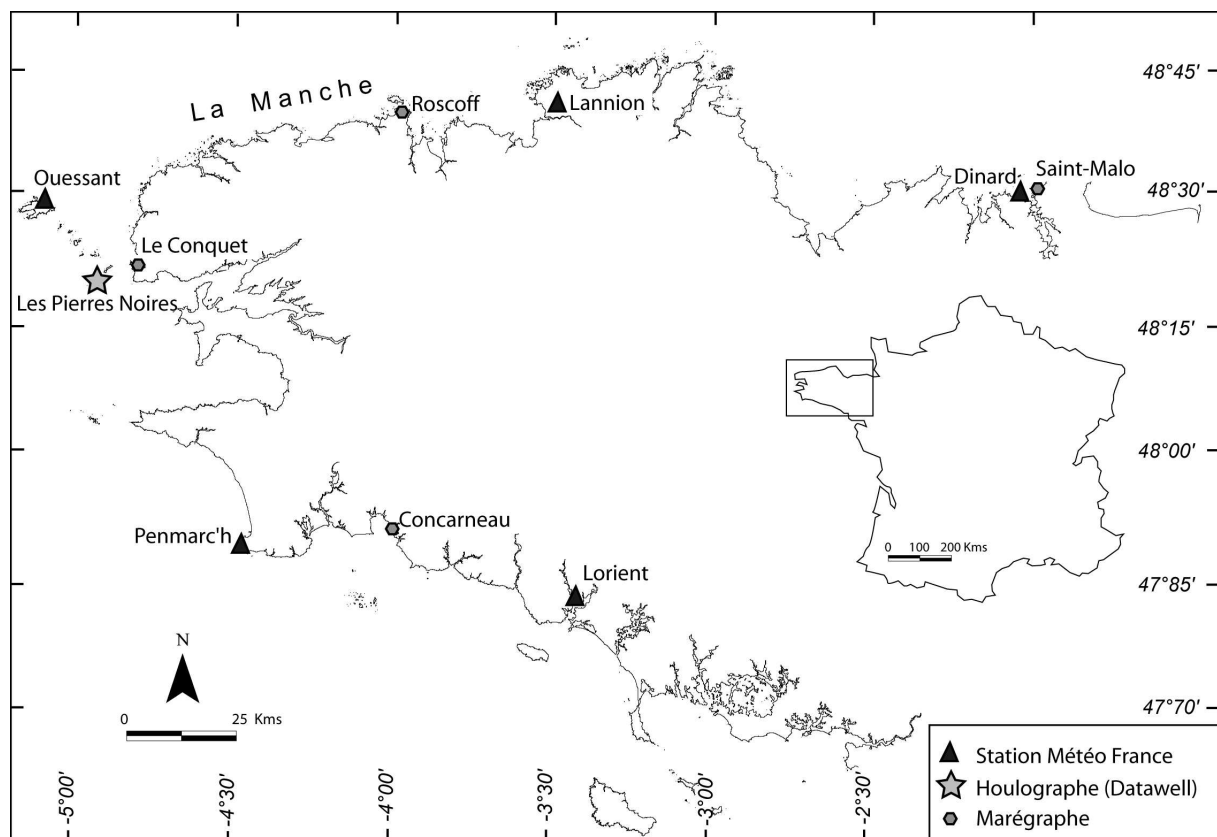 48°45'
La Manche
Roscoff
Lannion
Ouessant
Dinard
Saint-Malo
48°30'
Le Conquet
Les Pierres Noires
48°15'
48°00'
Penmarc'h
Concarneau
0 100 200 Kms
Lorient
47°85'
N
0 25 Kms
47°70'
-5°00'
-4°30'
-4°00'
-3°30'
-3°00'
-2°30'
Station Météo France
Houlographe (Datawell)
Marégraphe